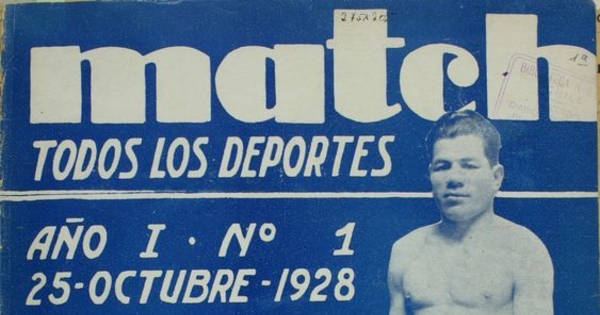 match
TODOS LOS DEPORTES
AÑO I · Nº 1
25-OCTUBRE-1928